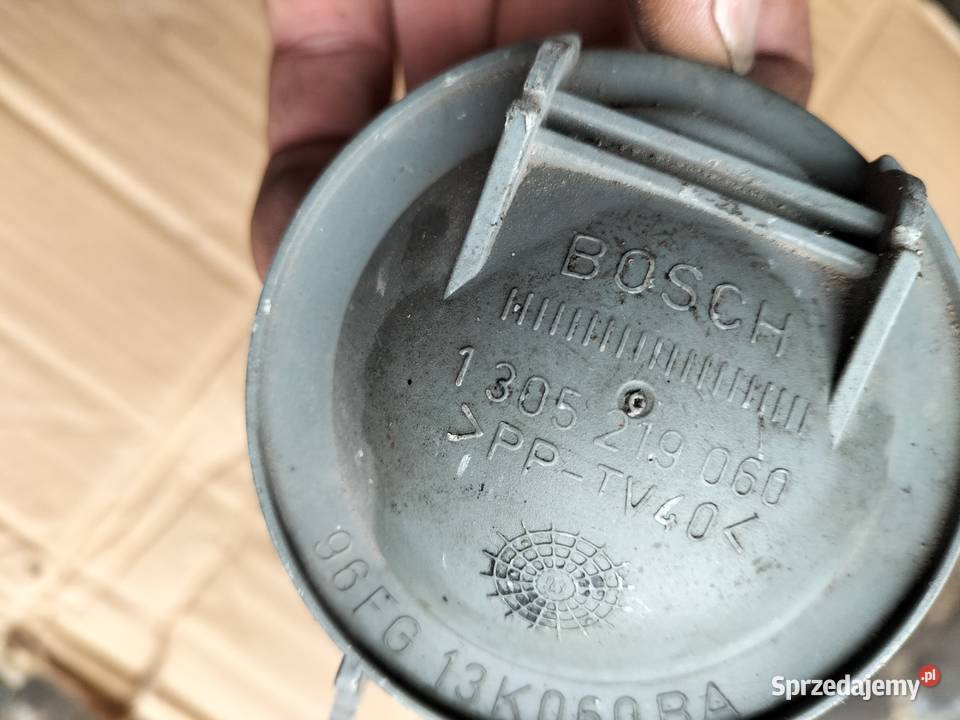 BOSCH
1 305 219 060
>PP-TV40<
96FG 13K060BA
Sprzedajemy.pl